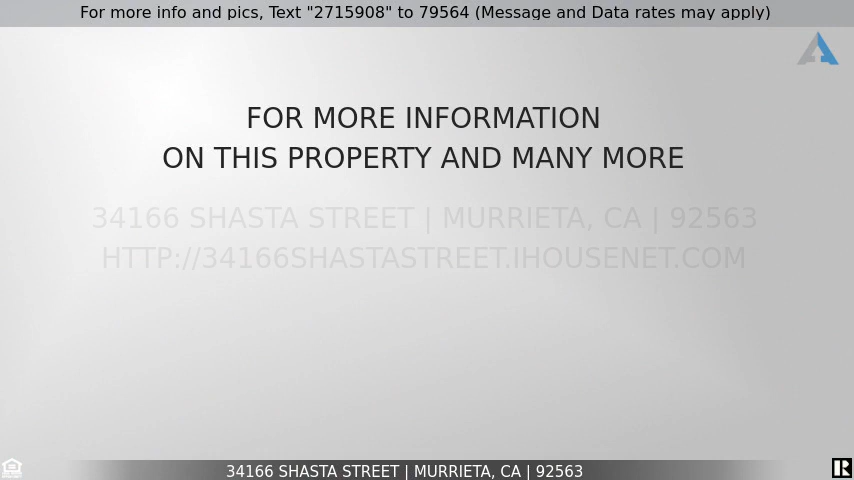 For more info and pics, Text "2715908" to 79564 (Message and Data rates may apply)
FOR MORE INFORMATION
ON THIS PROPERTY AND MANY MORE
34166 SHASTA STREET | MURRIETA, CA | 92563
HTTP://34166SHASTASTREET.IHOUSENET.COM
34166 SHASTA STREET | MURRIETA, CA | 92563